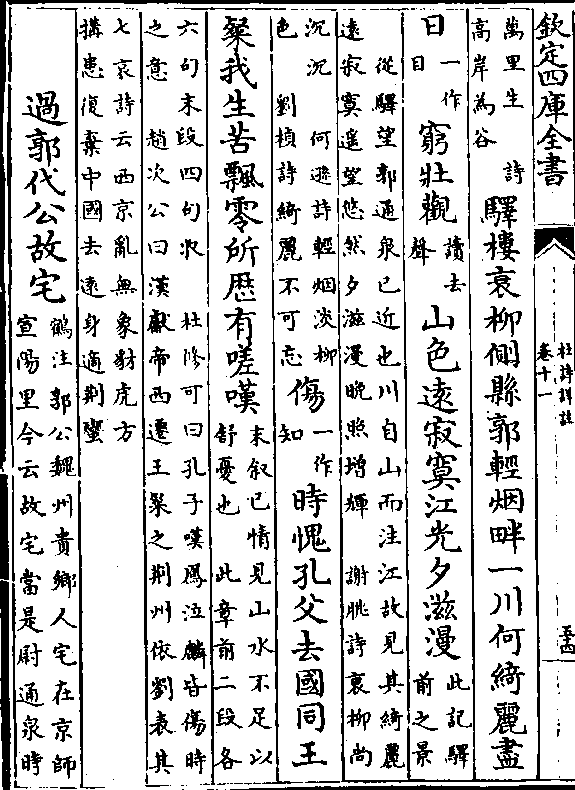 欽定四庫全書
杜詩詳註
卷十一
萬里生　詩
高岸為谷
驛樓衰柳側縣郭輕烟畔一川何綺麗盡
日一作
目
窮壯觀
讀去
聲
山色遠寂寞江光夕滋漫
此記驛
前之景
從驛望郭通泉已近也川自山而注江故見其綺麗
遠寂寞遥望悠然夕滋漫晩照増輝　謝朓詩衰柳尚
沉沉　何遜詩輕烟淡柳
色　劉楨詩綺麗不可忘
傷
一作
知
時愧孔父去國同王
粲我生苦飄零所歴有嗟嘆
末叙已情見山水不足以
舒憂也　此章前二段各
六句末段四句收　杜修可曰孔子嘆鳳泣麟皆傷時
之意　趙次公曰漢獻帝西遷王粲之荆州依劉表其
七哀詩云西京亂無象豺虎方
搆患復棄中國去逺身適荆蠻
過郭代公故宅
鶴注郭公魏州貴鄉人宅在京師
宣陽里今云故宅當是尉通泉時